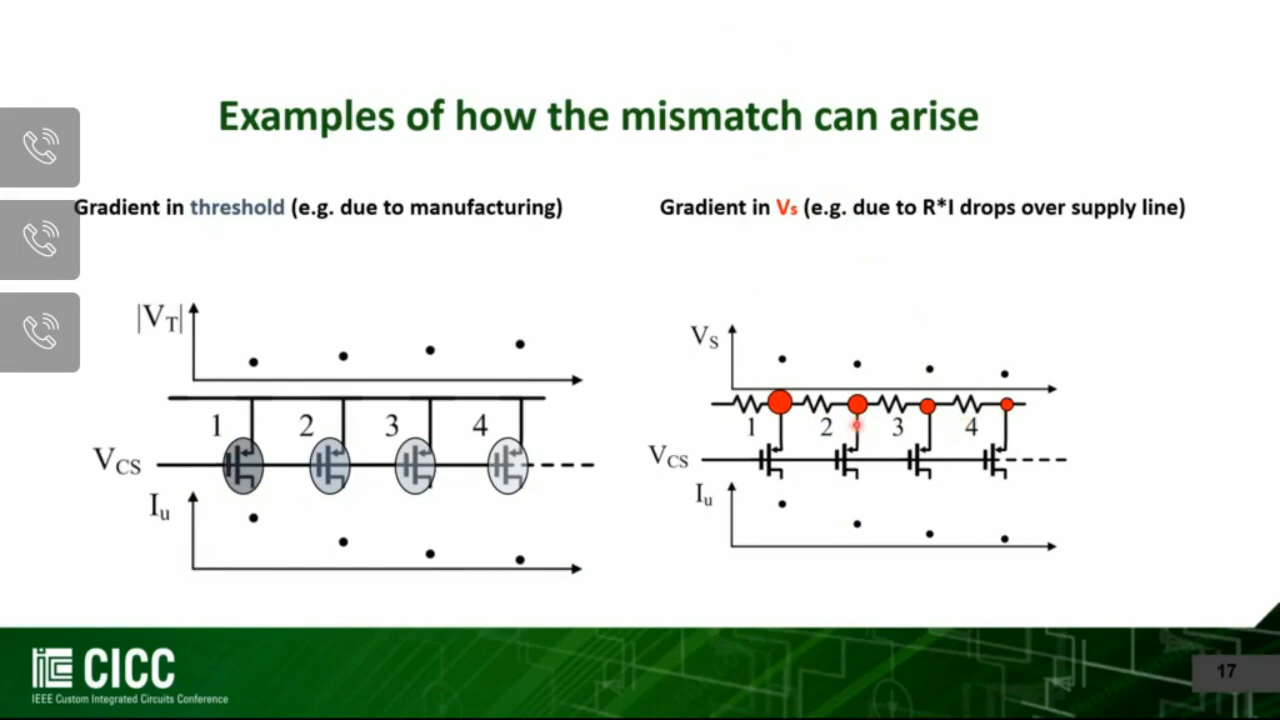 Examples of how the mismatch can arise
Gradient in threshold (e.g. due to manufacturing)
|VT|
1 2 3 4
VCS
Iu
Gradient in Vs (e.g. due to R*I drops over supply line)
VS
1 2 3 4
VCS
Iu
CICC
IEEE Custom Integrated Circuits Conference
17